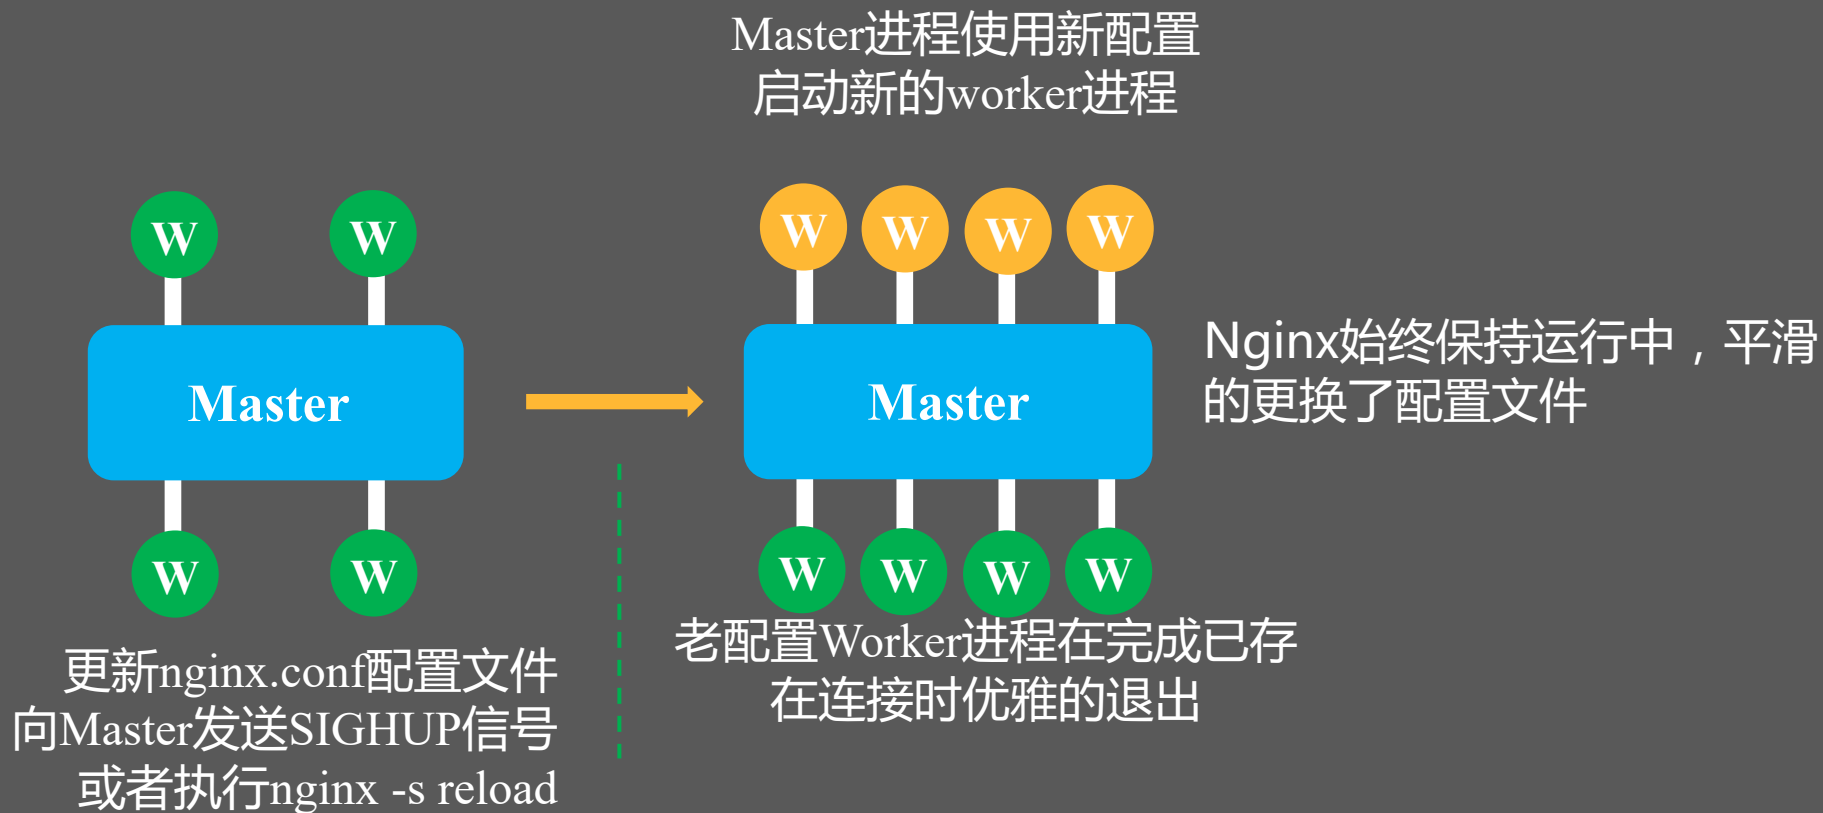 Master进程使用新配置
启动新的worker进程
W
W
W
W
W
W
Master
Master
Nginx始终保持运行中，平滑
的更换了配置文件
W
W
W
W
W
W
更新nginx.conf配置文件
向Master发送SIGHUP信号
或者执行nginx -s reload
老配置Worker进程在完成已存
在连接时优雅的退出